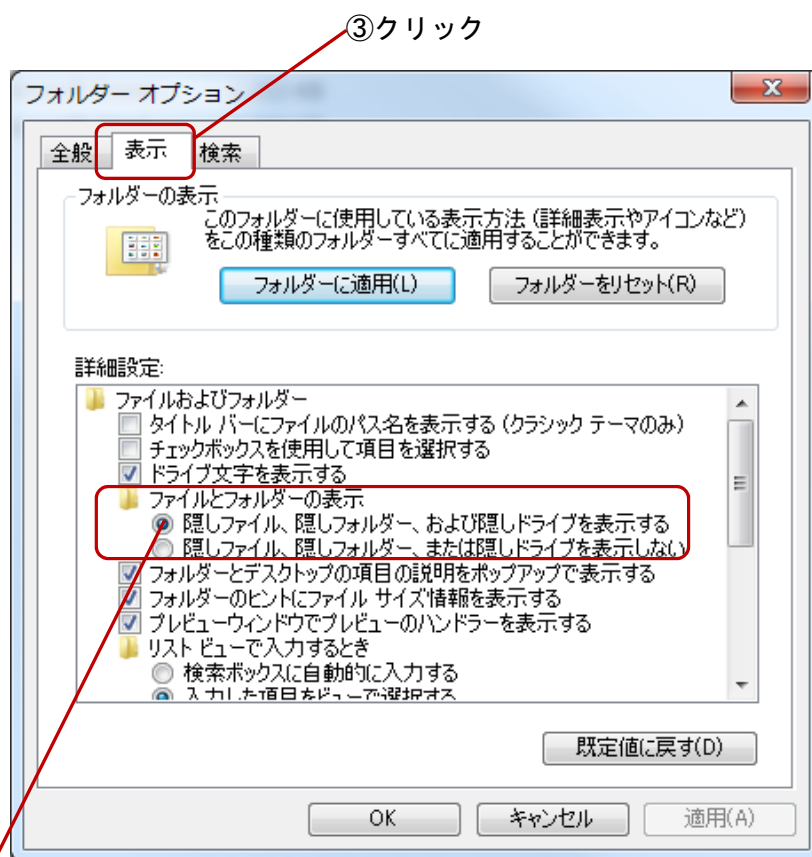 ③クリック
フォルダー オプション
全般 表示 検索
フォルダーの表示
このフォルダーに使用している表示方法（詳細表示やアイコンなど）
をこの種類のフォルダーすべてに適用することができます。
フォルダーに適用(L) フォルダーをリセット(R)
詳細設定:
ファイルおよびフォルダー
タイトル バーにファイルのパス名を表示する (クラシック テーマのみ)
チェックボックスを使用して項目を選択する
ドライブ文字を表示する
ファイルとフォルダーの表示
隠しファイル、隠しフォルダー、および隠しドライブを表示する
隠しファイル、隠しフォルダー、または隠しドライブを表示しない
フォルダーとデスクトップの項目の説明をポップアップで表示する
フォルダーのヒントにファイル サイズ情報を表示する
プレビューウィンドウでプレビューのハンドラーを表示する
リスト ビューで入力するとき
検索ボックスに自動的に入力する
入力した項目をビューで選択する
既定値に戻す(D)
OK キャンセル 適用(A)